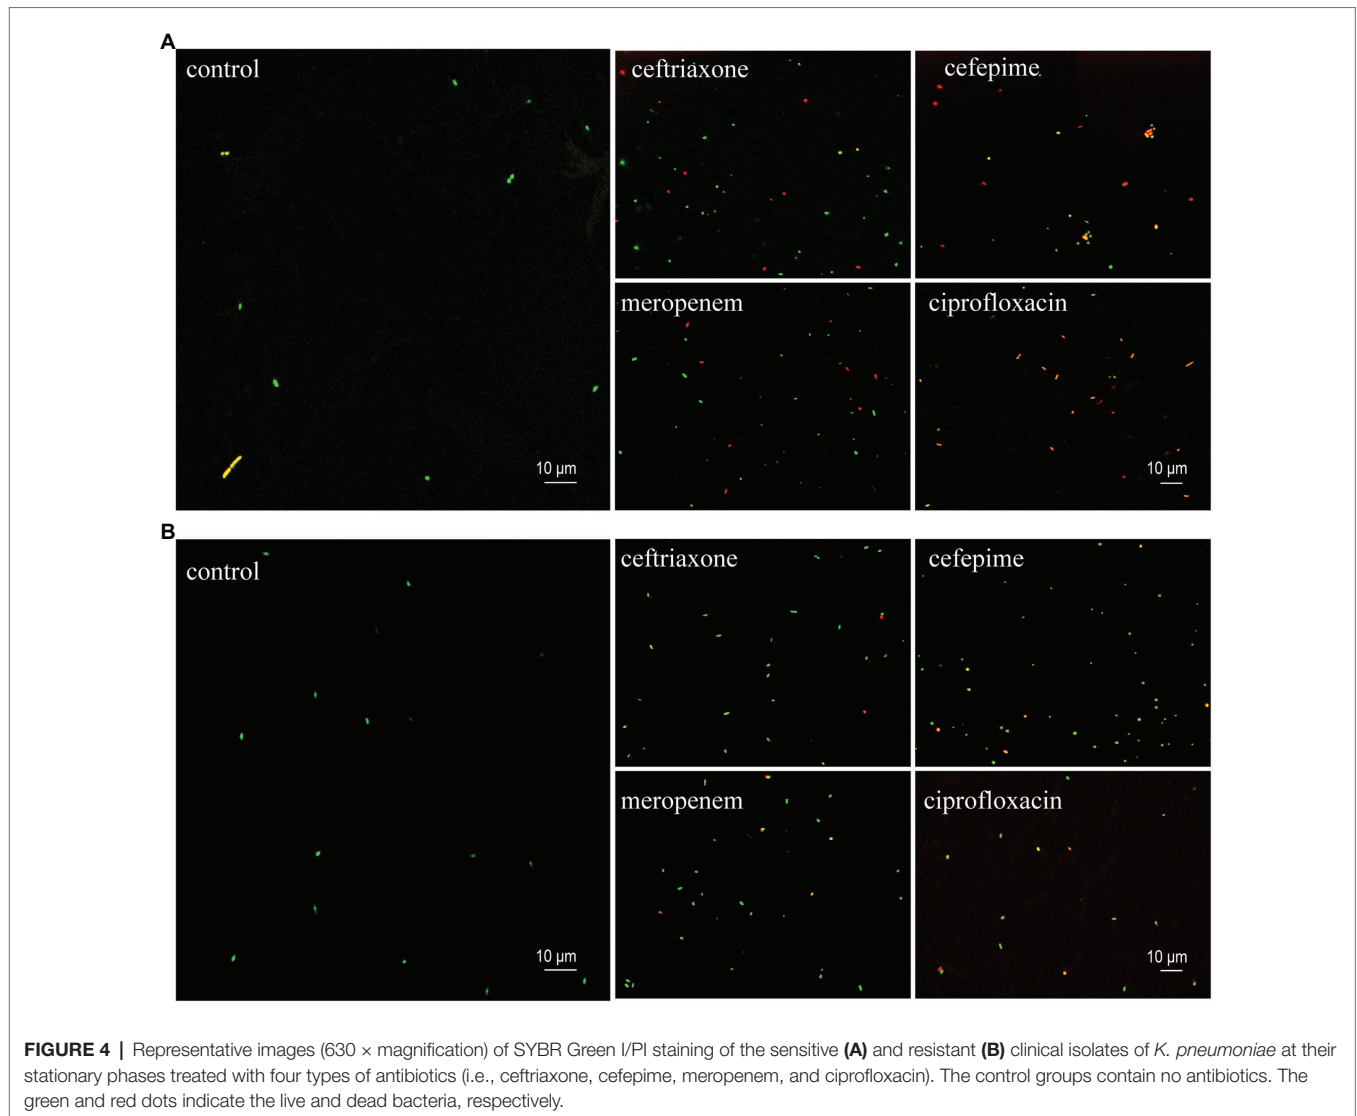 A
control
ceftriaxone
cefepime
meropenem
ciprofloxacin
10 µm
10 µm
B
control
ceftriaxone
cefepime
meropenem
ciprofloxacin
10 µm
10 µm
FIGURE 4 | Representative images (630 × magnification) of SYBR Green I/PI staining of the sensitive (A) and resistant (B) clinical isolates of K. pneumoniae at their
stationary phases treated with four types of antibiotics (i.e., ceftriaxone, cefepime, meropenem, and ciprofloxacin). The control groups contain no antibiotics. The
green and red dots indicate the live and dead bacteria, respectively.